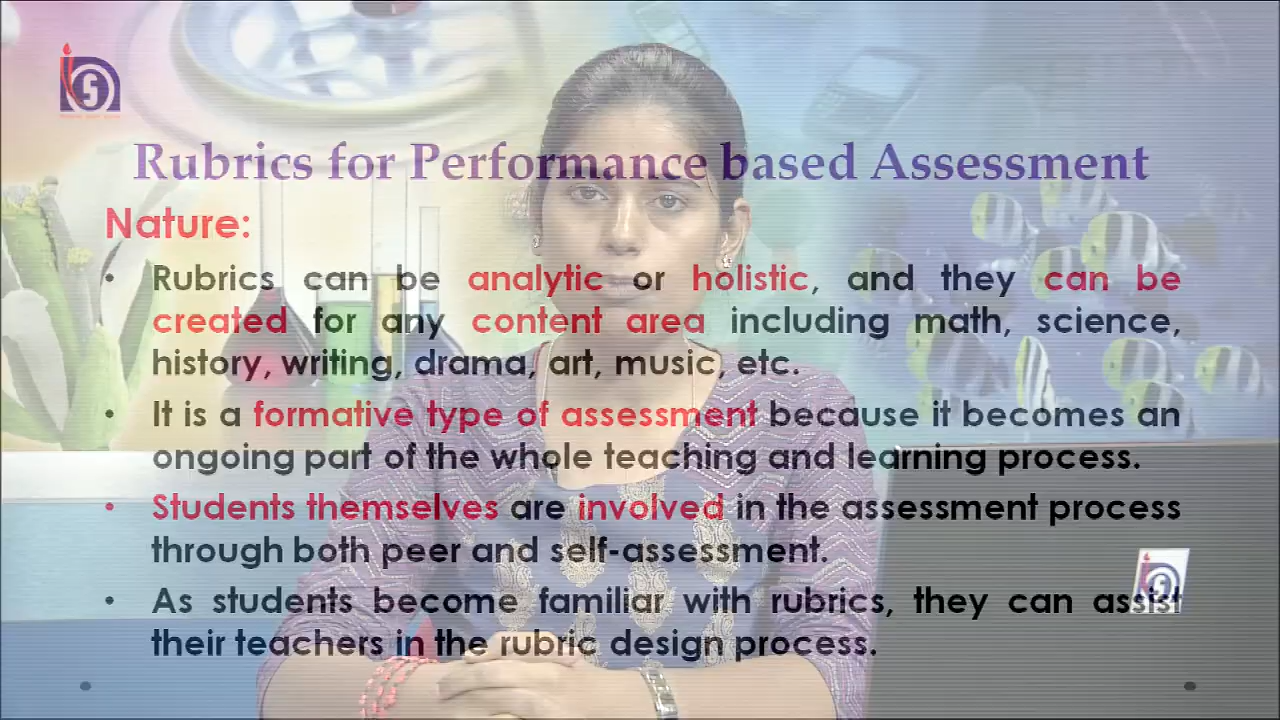 Rubrics for Performance based Assessment
Nature:
• Rubrics can be analytic or holistic, and they can be
created for any content area including math, science,
history, writing, drama, art, music, etc.
• It is a formative type of assessment because it becomes an
ongoing part of the whole teaching and learning process.
• Students themselves are involved in the assessment process
through both peer and self-assessment.
• As students become familiar with rubrics, they can assist
their teachers in the rubric design process.